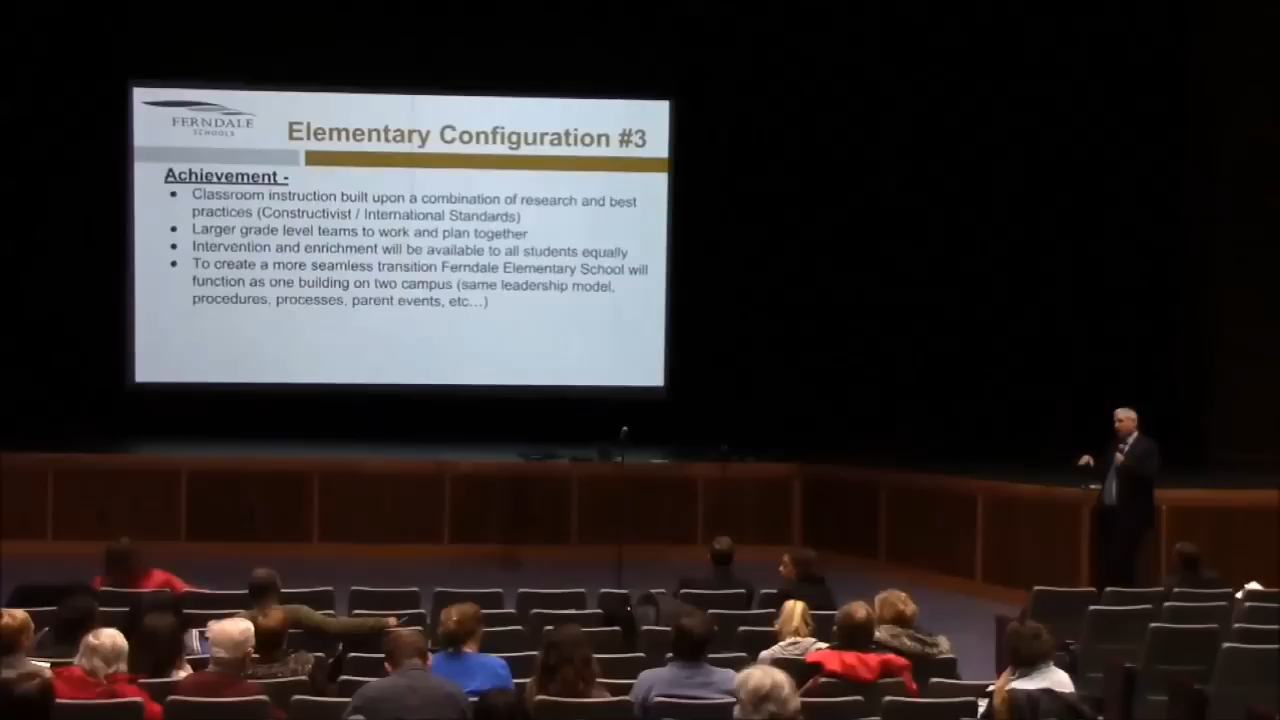 FERNDALE
SCHOOLS
Elementary Configuration #3
Achievement -
● Classroom instruction built upon a combination of research and best
practices (Constructivist / International Standards)
● Larger grade level teams to work and plan together
● Intervention and enrichment will be available to all students equally
● To create a more seamless transition Ferndale Elementary School will
function as one building on two campus (same leadership model,
procedures, processes, parent events, etc...)